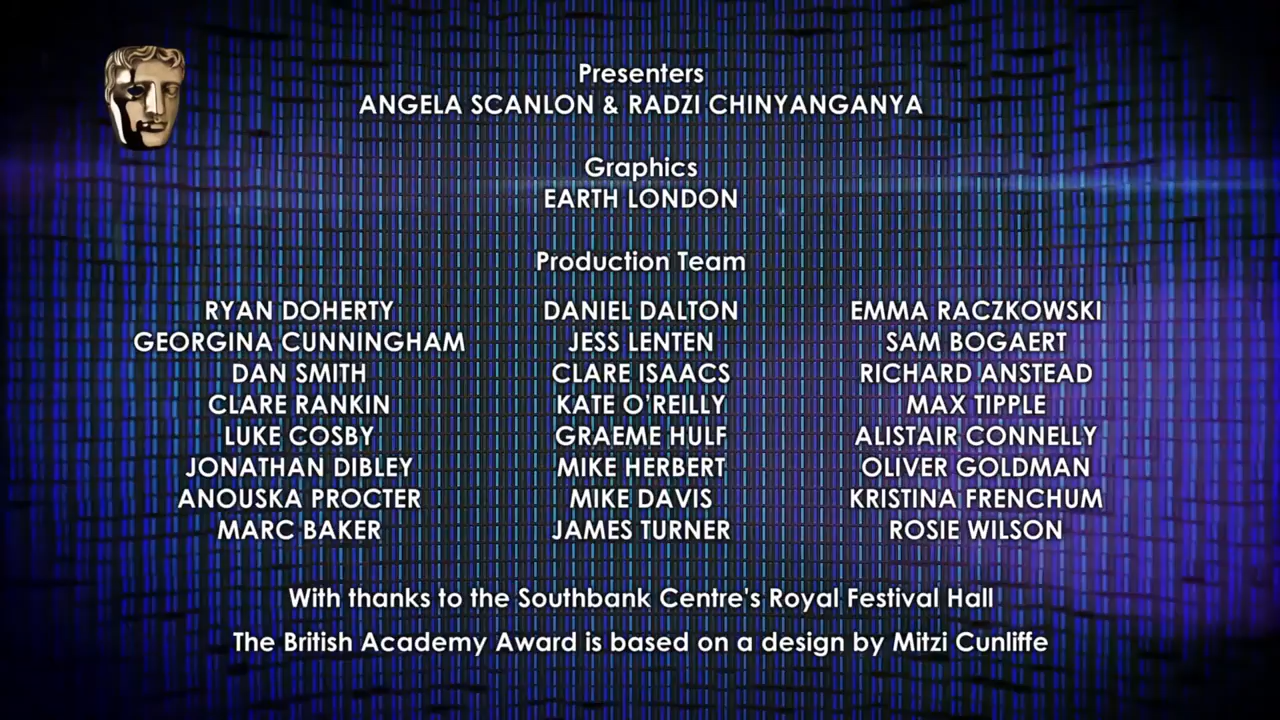 Presenters
ANGELA SCANLON & RADZI CHINYANGANYA
Graphics
EARTH LONDON
Production Team
RYAN DOHERTY DANIEL DALTON EMMA RACZKOWSKI
GEORGINA CUNNINGHAM JESS LENTEN SAM BOGAERT
DAN SMITH CLARE ISAACS RICHARD ANSTEAD
CLARE RANKIN KATE O’REILLY MAX TIPPLE
LUKE COSBY GRAEME HULF ALISTAIR CONNELLY
JONATHAN DIBLEY MIKE HERBERT OLIVER GOLDMAN
ANOUSKA PROCTER MIKE DAVIS KRISTINA FRENCHUM
MARC BAKER JAMES TURNER ROSIE WILSON
With thanks to the Southbank Centre's Royal Festival Hall
The British Academy Award is based on a design by Mitzi Cunliffe